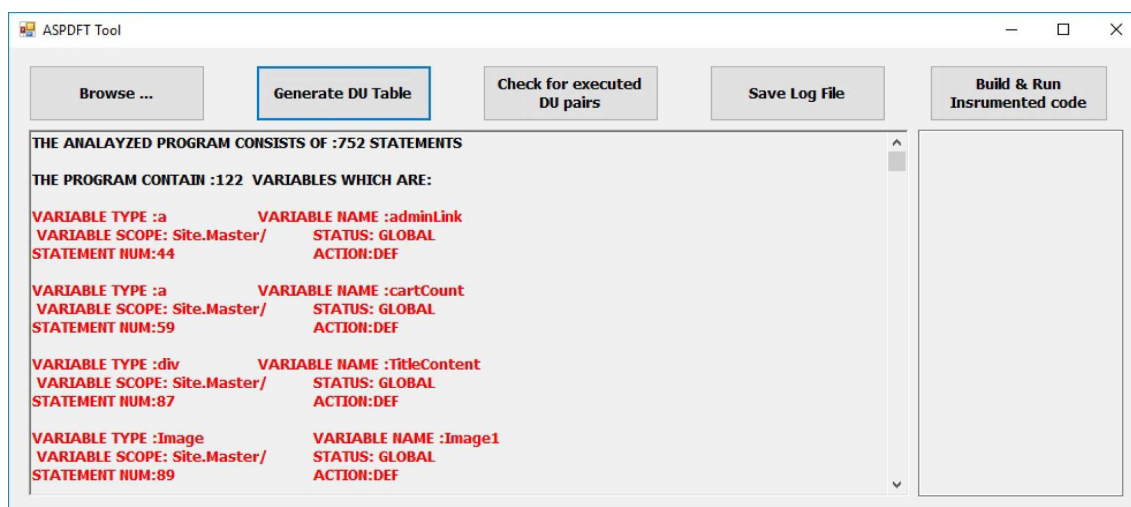 ASPDFT Tool
Browse ...
Generate DU Table
Check for executed
DU pairs
Save Log File
Build & Run
Insrumented code
THE ANALAYZED PROGRAM CONSISTS OF :752 STATEMENTS
THE PROGRAM CONTAIN :122 VARIABLES WHICH ARE:
VARIABLE TYPE :a VARIABLE NAME :adminLink
VARIABLE SCOPE: Site.Master/ STATUS: GLOBAL
STATEMENT NUM:44 ACTION:DEF
VARIABLE TYPE :a VARIABLE NAME :cartCount
VARIABLE SCOPE: Site.Master/ STATUS: GLOBAL
STATEMENT NUM:59 ACTION:DEF
VARIABLE TYPE :div VARIABLE NAME :TitleContent
VARIABLE SCOPE: Site.Master/ STATUS: GLOBAL
STATEMENT NUM:87 ACTION:DEF
VARIABLE TYPE :Image VARIABLE NAME :Image1
VARIABLE SCOPE: Site.Master/ STATUS: GLOBAL
STATEMENT NUM:89 ACTION:DEF